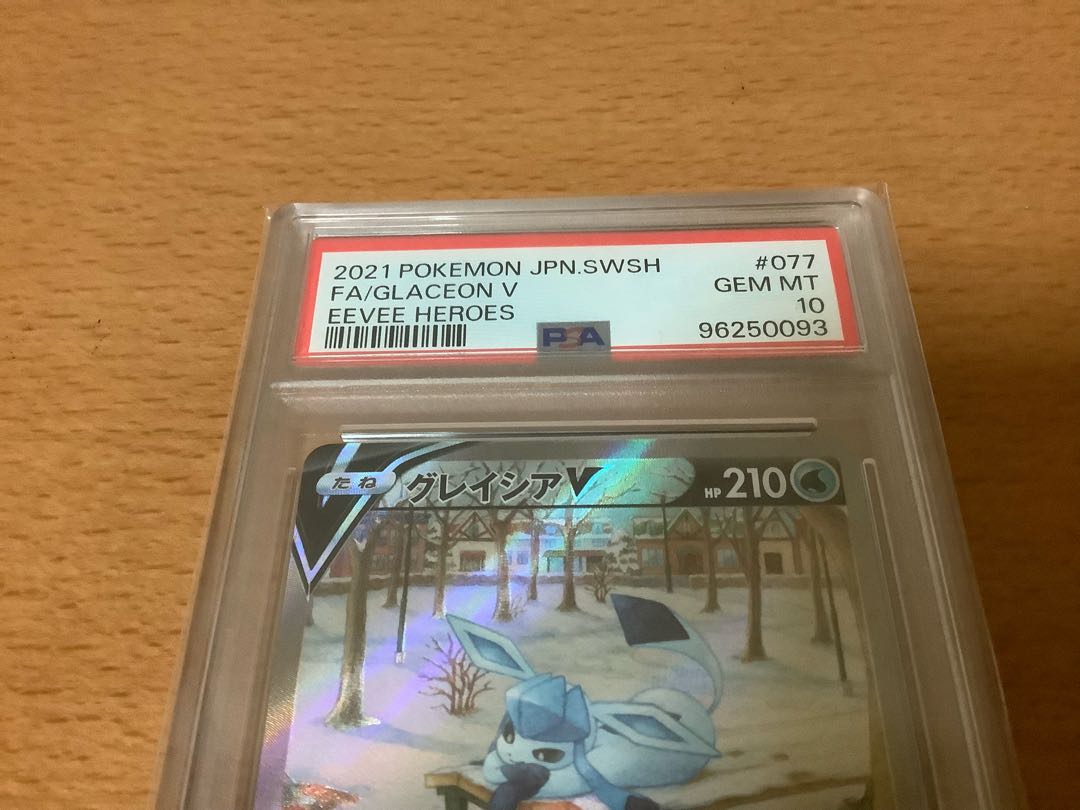 2021 POKEMON JPN.SWSH #077
FA/GLACEON V GEM MT
EEVEE HEROES 10
PSA 96250093
たね グレイシアV HP 210